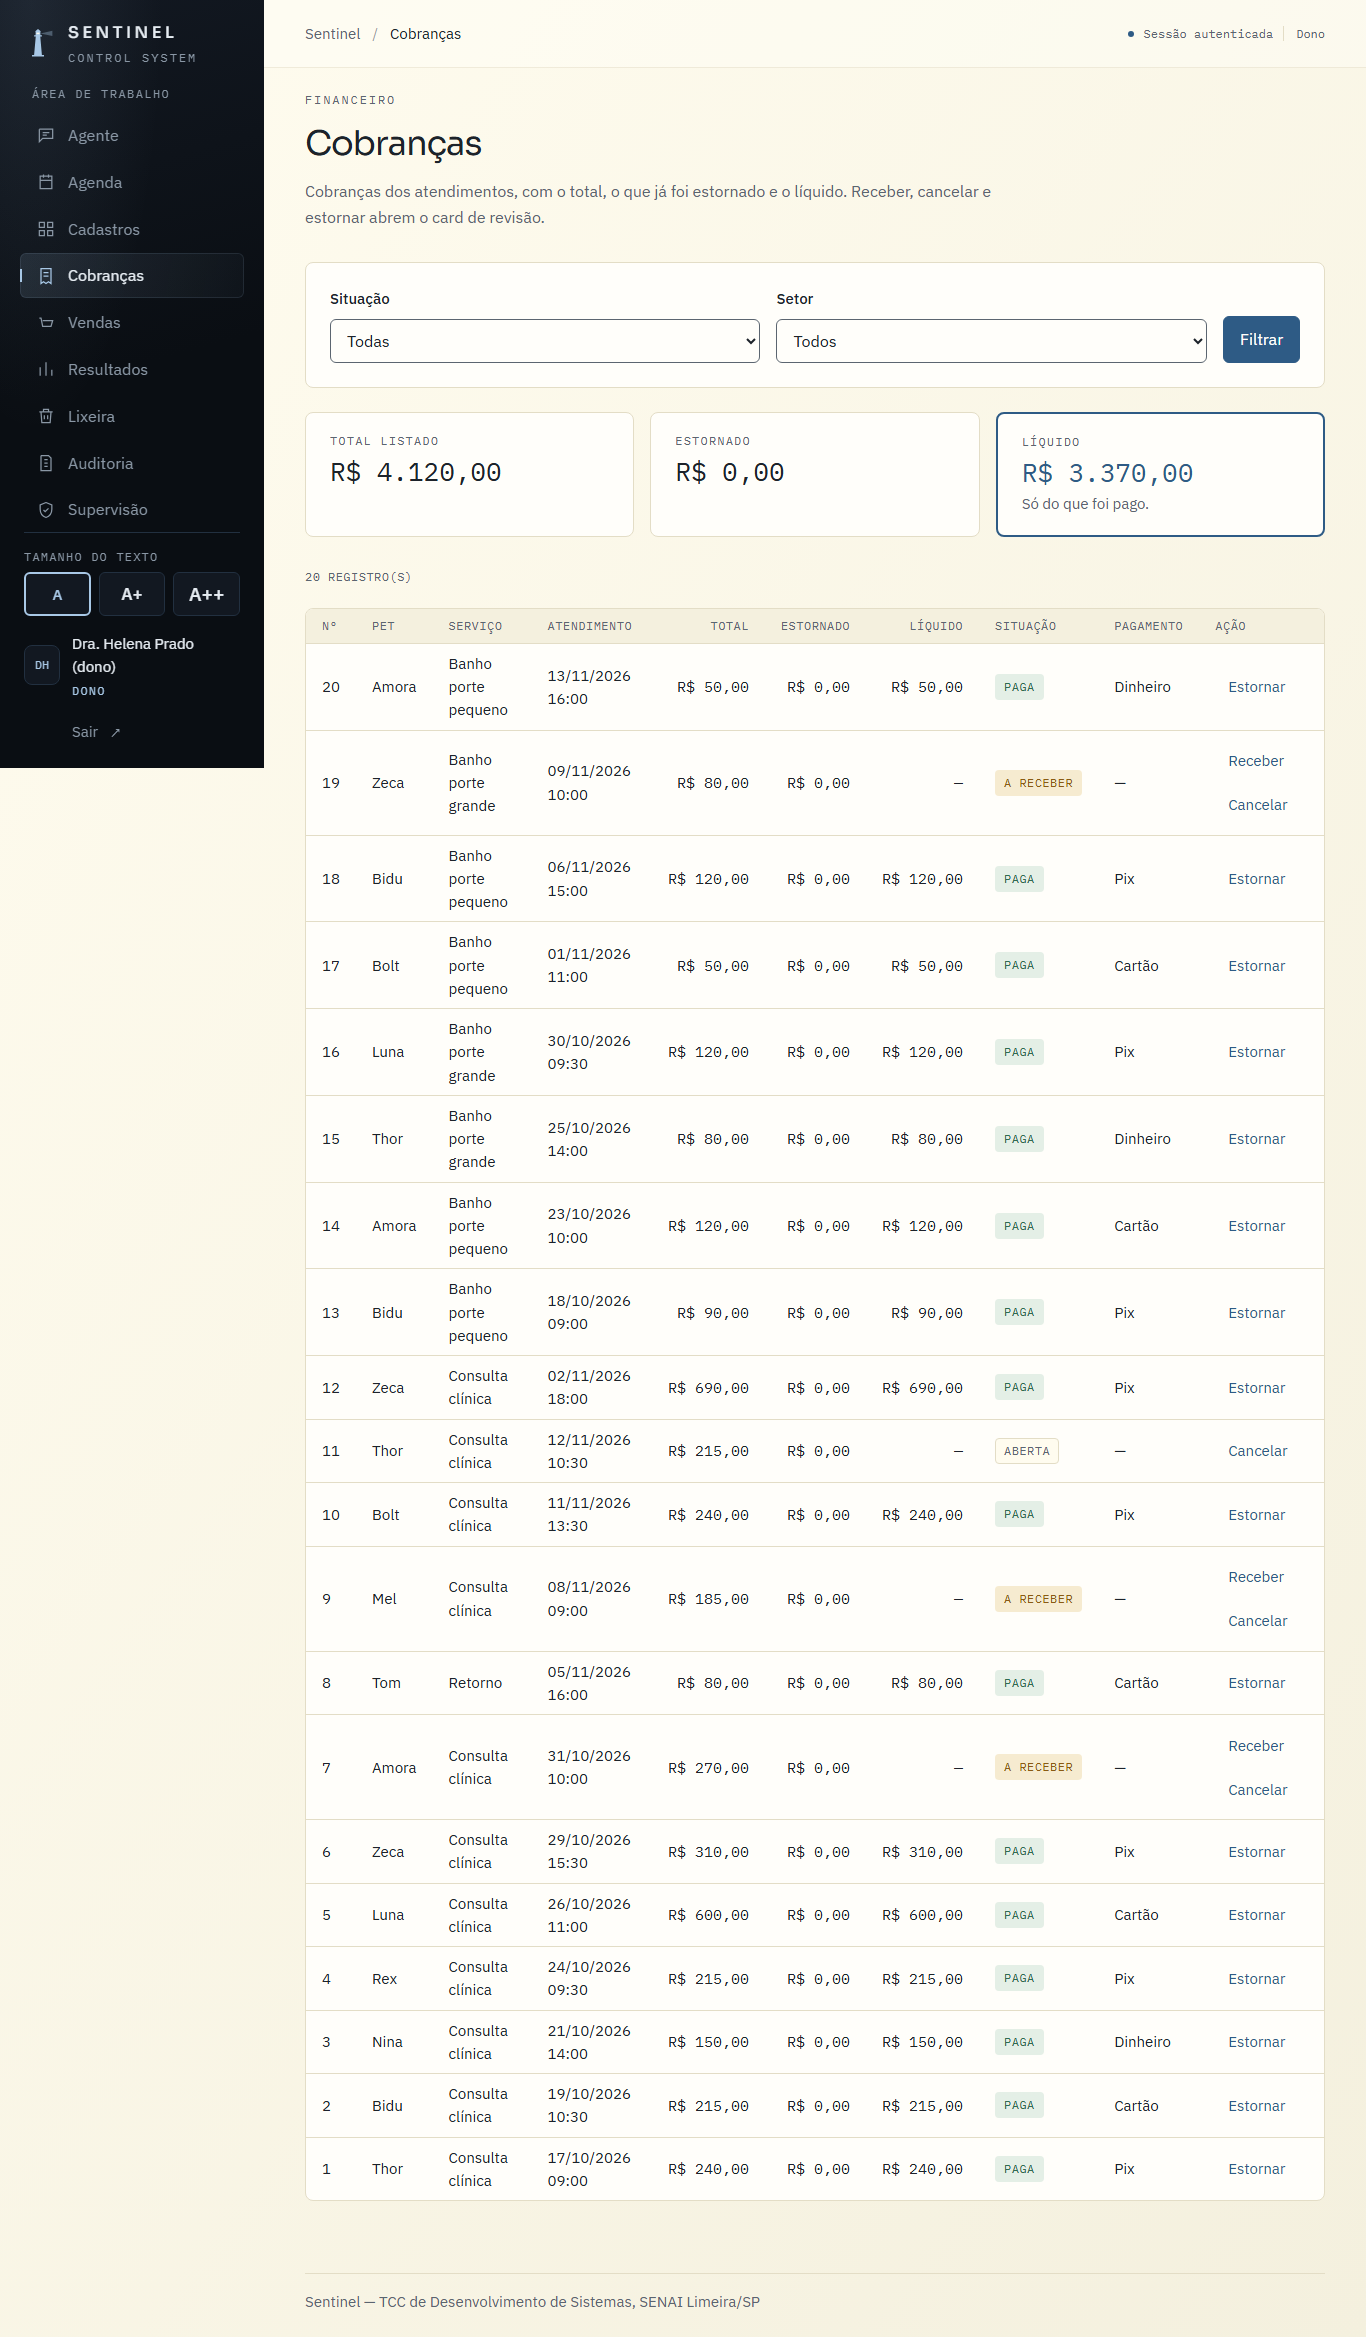 SENTINEL
CONTROL SYSTEM
ÁREA DE TRABALHO
Agente
Agenda
Cadastros
Cobranças
Vendas
Resultados
Lixeira
Auditoria
Supervisão
TAMANHO DO TEXTO
A A+ A++
DH
Dra. Helena Prado
(dono)
DONO
Sair ↗
Sentinel / Cobranças
Sessão autenticada Dono
FINANCEIRO
Cobranças
Cobranças dos atendimentos, com o total, o que já foi estornado e o líquido. Receber, cancelar e
estornar abrem o card de revisão.
Situação Setor
Todas Todos Filtrar
TOTAL LISTADO
R$ 4.120,00
ESTORNADO
R$ 0,00
LÍQUIDO
R$ 3.370,00
Só do que foi pago.
20 REGISTRO(S)
Nº PET SERVIÇO ATENDIMENTO TOTAL ESTORNADO LÍQUIDO SITUAÇÃO PAGAMENTO AÇÃO
20 Amora Banho porte pequeno 13/11/2026 16:00 R$ 50,00 R$ 0,00 R$ 50,00 PAGA Dinheiro Estornar
19 Zeca Banho porte grande 09/11/2026 10:00 R$ 80,00 R$ 0,00 — A RECEBER — Receber Cancelar
18 Bidu Banho porte pequeno 06/11/2026 15:00 R$ 120,00 R$ 0,00 R$ 120,00 PAGA Pix Estornar
17 Bolt Banho porte pequeno 01/11/2026 11:00 R$ 50,00 R$ 0,00 R$ 50,00 PAGA Cartão Estornar
16 Luna Banho porte grande 30/10/2026 09:30 R$ 120,00 R$ 0,00 R$ 120,00 PAGA Pix Estornar
15 Thor Banho porte grande 25/10/2026 14:00 R$ 80,00 R$ 0,00 R$ 80,00 PAGA Dinheiro Estornar
14 Amora Banho porte pequeno 23/10/2026 10:00 R$ 120,00 R$ 0,00 R$ 120,00 PAGA Cartão Estornar
13 Bidu Banho porte pequeno 18/10/2026 09:00 R$ 90,00 R$ 0,00 R$ 90,00 PAGA Pix Estornar
12 Zeca Consulta clínica 02/11/2026 18:00 R$ 690,00 R$ 0,00 R$ 690,00 PAGA Pix Estornar
11 Thor Consulta clínica 12/11/2026 10:30 R$ 215,00 R$ 0,00 — ABERTA — Cancelar
10 Bolt Consulta clínica 11/11/2026 13:30 R$ 240,00 R$ 0,00 R$ 240,00 PAGA Pix Estornar
9 Mel Consulta clínica 08/11/2026 09:00 R$ 185,00 R$ 0,00 — A RECEBER — Receber Cancelar
8 Tom Retorno 05/11/2026 16:00 R$ 80,00 R$ 0,00 R$ 80,00 PAGA Cartão Estornar
7 Amora Consulta clínica 31/10/2026 10:00 R$ 270,00 R$ 0,00 — A RECEBER — Receber Cancelar
6 Zeca Consulta clínica 29/10/2026 15:30 R$ 310,00 R$ 0,00 R$ 310,00 PAGA Pix Estornar
5 Luna Consulta clínica 26/10/2026 11:00 R$ 600,00 R$ 0,00 R$ 600,00 PAGA Cartão Estornar
4 Rex Consulta clínica 24/10/2026 09:30 R$ 215,00 R$ 0,00 R$ 215,00 PAGA Pix Estornar
3 Nina Consulta clínica 21/10/2026 14:00 R$ 150,00 R$ 0,00 R$ 150,00 PAGA Dinheiro Estornar
2 Bidu Consulta clínica 19/10/2026 10:30 R$ 215,00 R$ 0,00 R$ 215,00 PAGA Cartão Estornar
1 Thor Consulta clínica 17/10/2026 09:00 R$ 240,00 R$ 0,00 R$ 240,00 PAGA Pix Estornar
Sentinel — TCC de Desenvolvimento de Sistemas, SENAI Limeira/SP